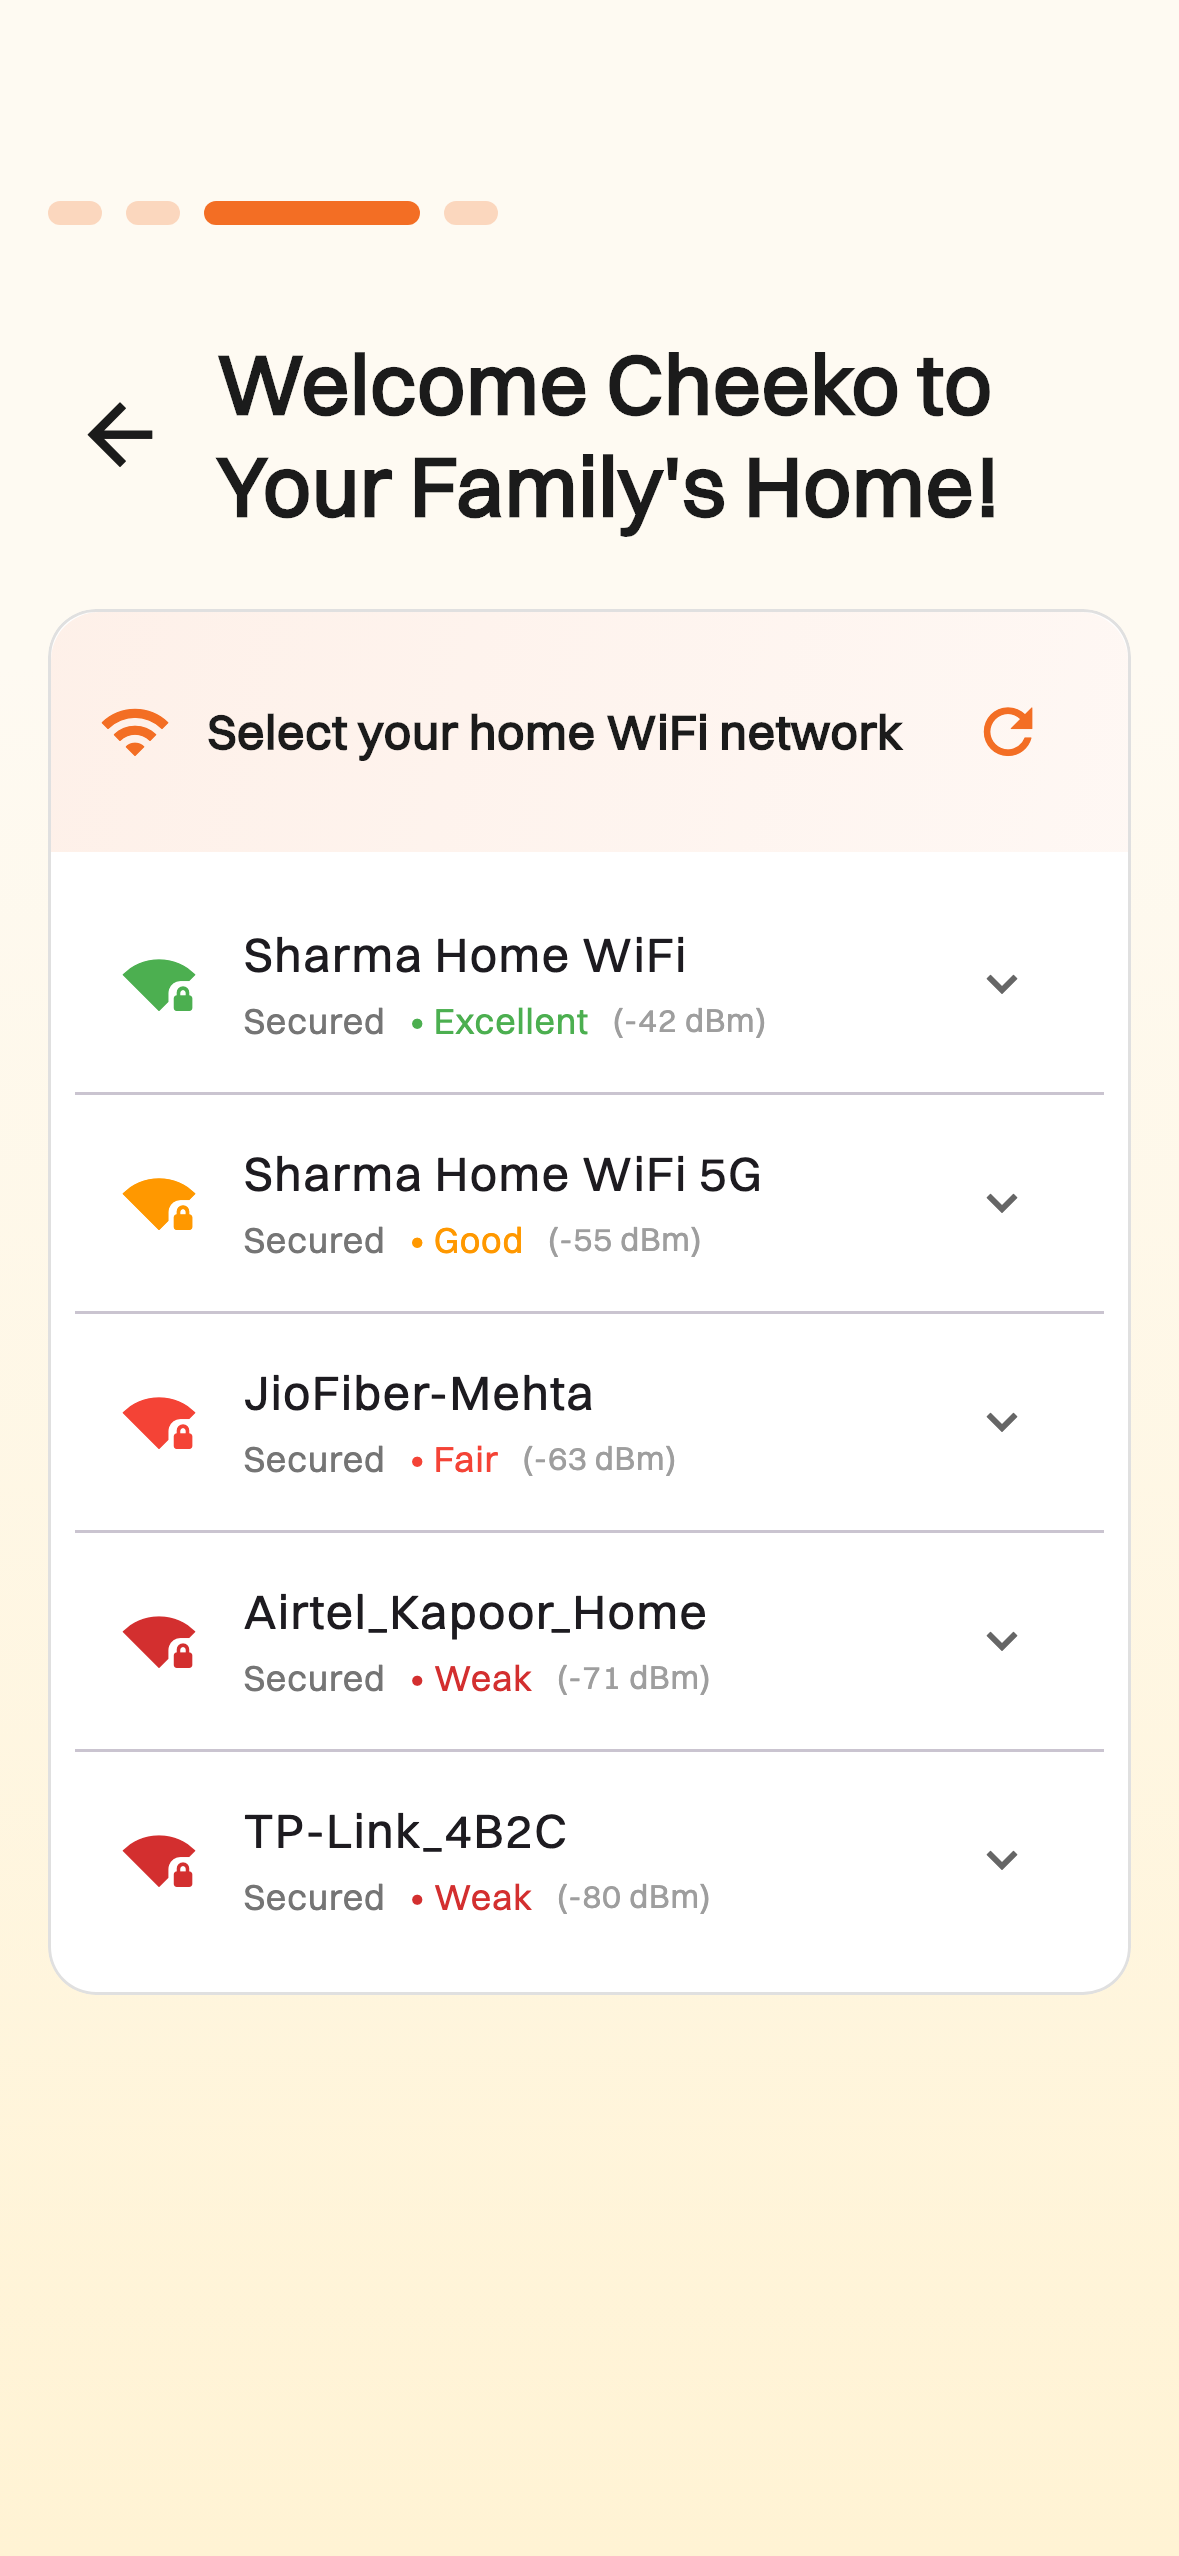 Welcome Cheeko to
Your Family's Home!
Select your home WiFi network
Sharma Home WiFi
Secured • Excellent (-42 dBm)
Sharma Home WiFi 5G
Secured • Good (-55 dBm)
JioFiber-Mehta
Secured • Fair (-63 dBm)
Airtel_Kapoor_Home
Secured • Weak (-71 dBm)
TP-Link_4B2C
Secured • Weak (-80 dBm)